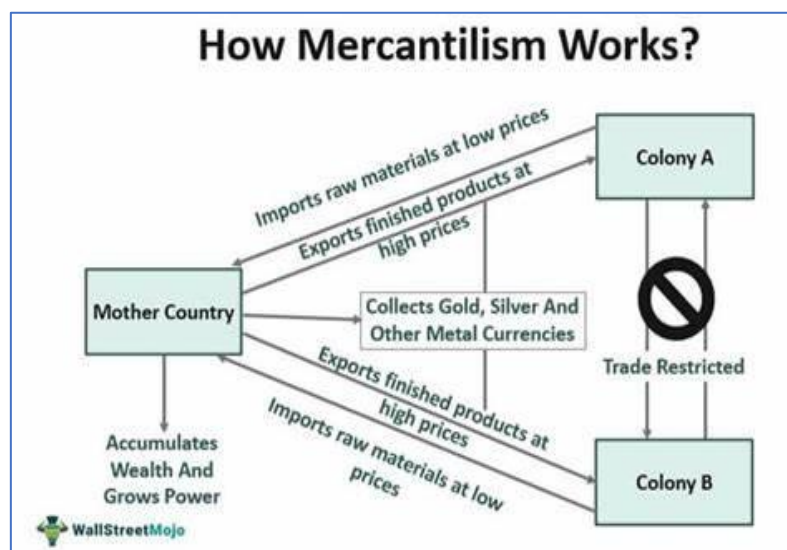 How Mercantilism Works?
Imports raw materials at low prices
Exports finished products at
high prices
Colony A
Mother Country
Collects Gold, Silver And
Other Metal Currencies
Trade Restricted
Exports finished products at
high prices
Imports raw materials at low
prices
Accumulates
Wealth And
Grows Power
Colony B
WallStreetMojo